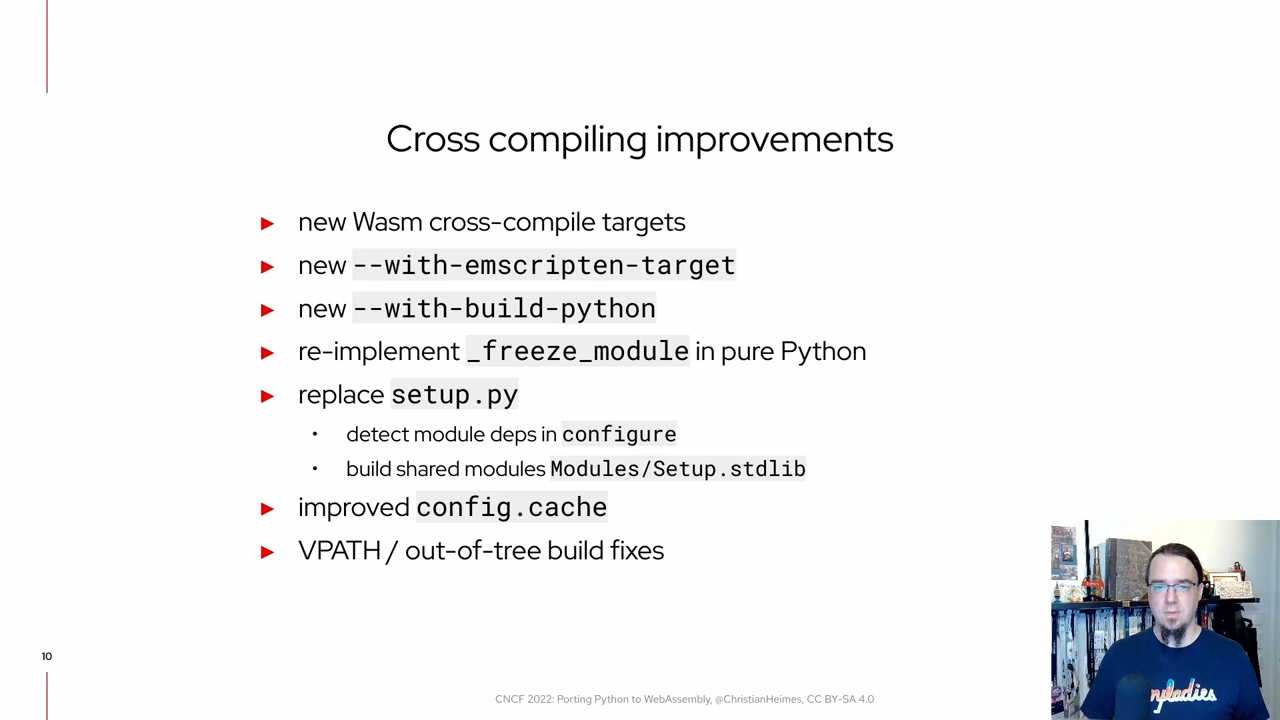 Cross compiling improvements
► new Wasm cross-compile targets
► new --with-emscripten-target
► new --with-build-python
► re-implement _freeze_module in pure Python
► replace setup.py
• detect module deps in configure
• build shared modules Modules/Setup.stdlib
► improved config.cache
► VPATH / out-of-tree build fixes
10
CNCF 2022: Porting Python to WebAssembly, @ChristianHeimes, CC BY-SA 4.0